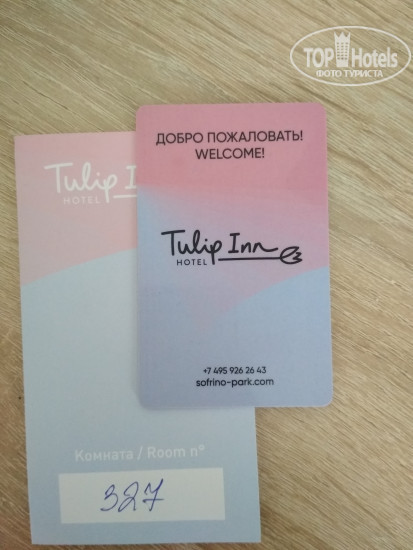 TOP Hotels
ФОТО ТУРИСТА
ДОБРО ПОЖАЛОВАТЬ!
WELCOME!
Tulip Inn
HOTEL
+7 495 926 26 43
sofrino-park.com
Tulip I
HOTEL
Комната / Room n°
327